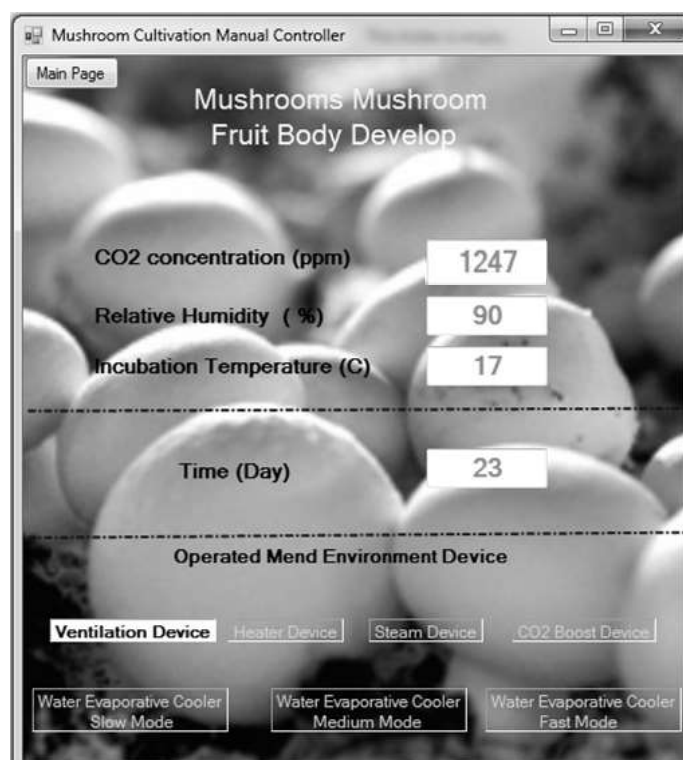 Mushroom Cultivation Manual Controller
Main Page
Mushrooms Mushroom
Fruit Body Develop
CO2 concentration (ppm) 1247
Relative Humidity ( %) 90
Incubation Temperature (C) 17
Time (Day) 23
Operated Mend Environment Device
Ventilation Device Heater Device Steam Device CO2 Boost Device
Water Evaporative Cooler Water Evaporative Cooler Water Evaporative Cooler
Slow Mode Medium Mode Fast Mode